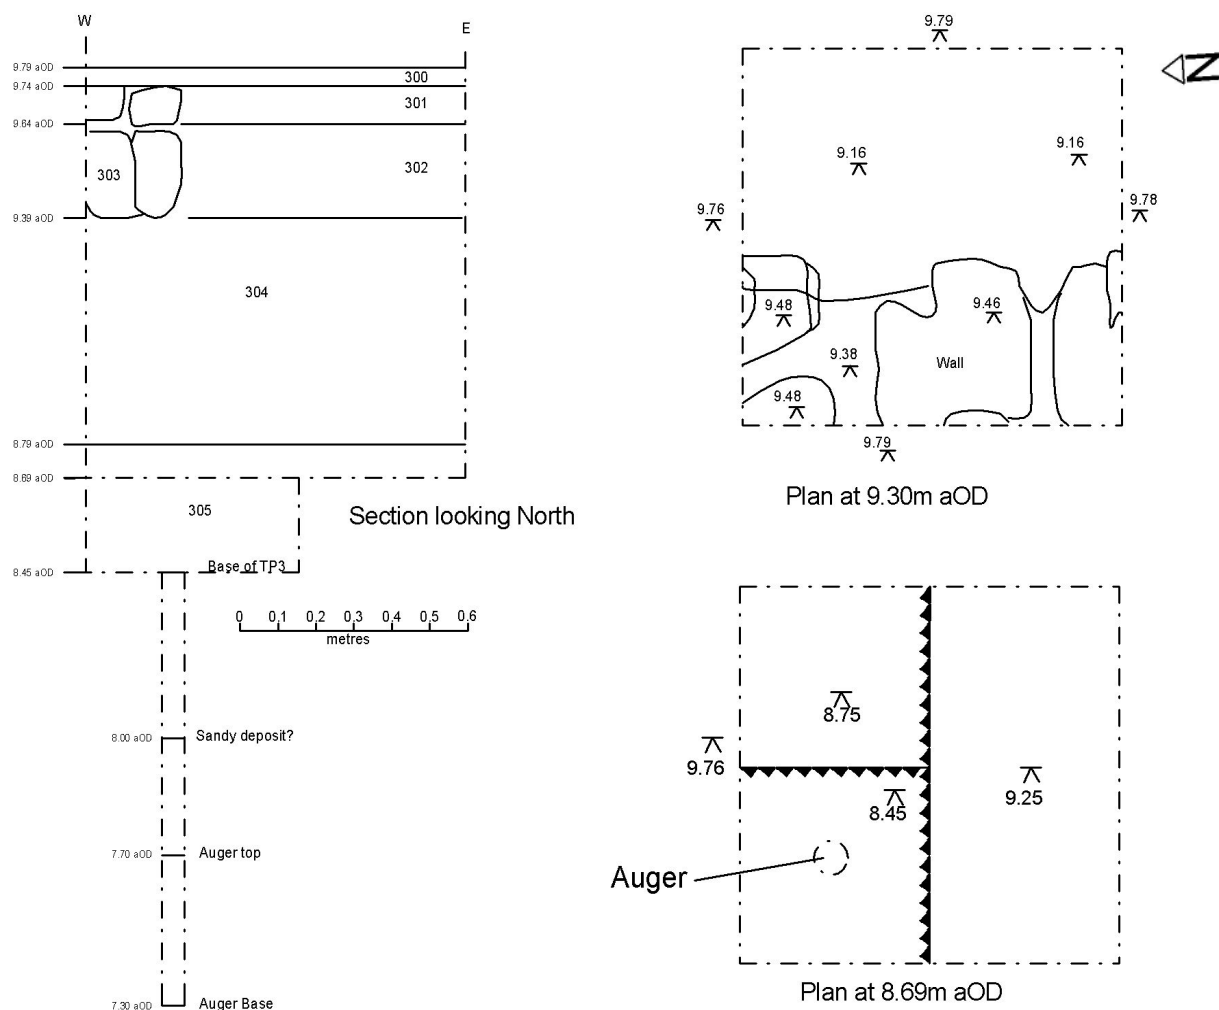 W
E
9.79 aOD
300
9.74 aOD
301
9.64 aOD
303
302
9.39 aOD
304
8.79 aOD
8.69 aOD
305
Section looking North
Base of TP3
8.45 aOD
0 0.1 0.2 0.3 0.4 0.5 0.6
metres
8.00 aOD
Sandy deposit?
7.70 aOD
Auger top
7.30 aOD
Auger Base
9.79
N
9.16
9.16
9.76
9.78
9.48
9.46
9.38
Wall
9.48
9.79
Plan at 9.30m aOD
8.75
9.76
8.45
9.25
Auger
Plan at 8.69m aOD